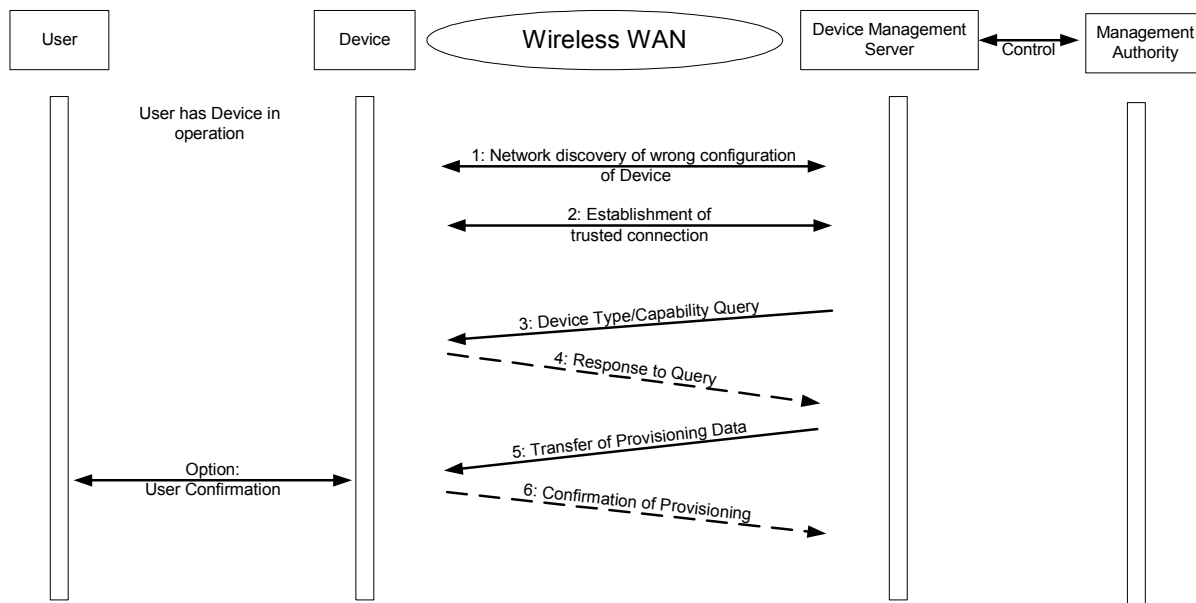 User
Device
Wireless WAN
Device Management
Server
Control
Management
Authority
User has Device in
operation
1: Network discovery of wrong configuration
of Device
2: Establishment of
trusted connection
3: Device Type/Capability Query
4: Response to Query
5: Transfer of Provisioning Data
Option:
User Confirmation
6: Confirmation of Provisioning